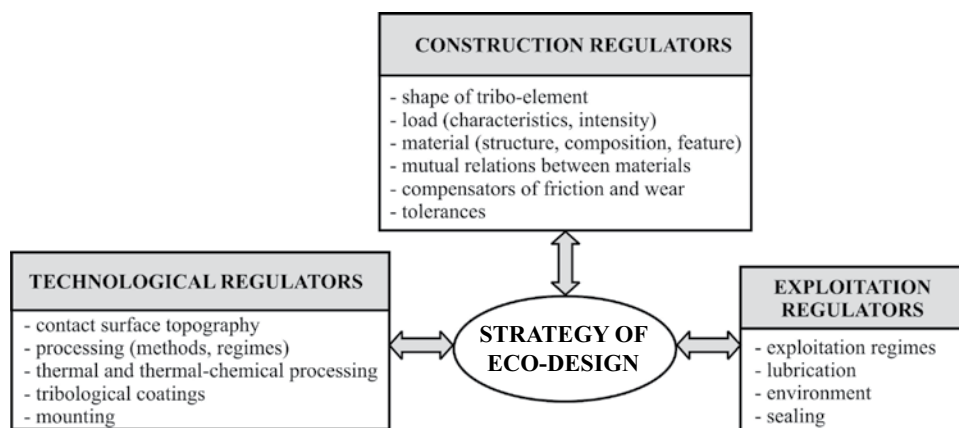 CONSTRUCTION REGULATORS
- shape of tribo-element
- load (characteristics, intensity)
- material (structure, composition, feature)
- mutual relations between materials
- compensators of friction and wear
- tolerances
TECHNOLOGICAL REGULATORS
- contact surface topography
- processing (methods, regimes)
- thermal and thermal-chemical processing
- tribological coatings
- mounting
STRATEGY OF
ECO-DESIGN
EXPLOITATION
REGULATORS
- exploitation regimes
- lubrication
- environment
- sealing